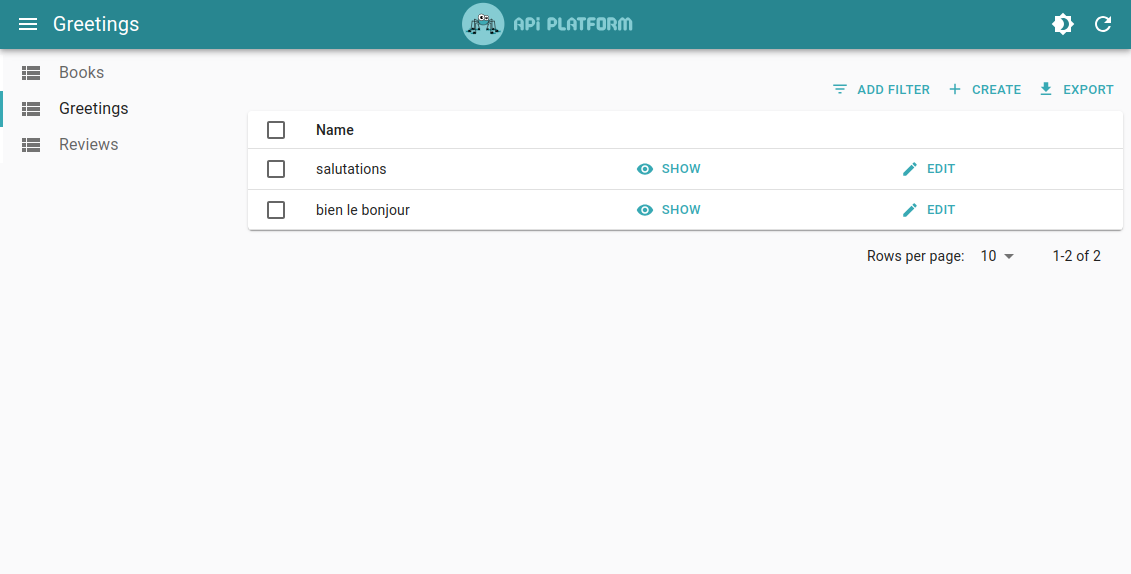 Greetings
API PLATFORM
Books
Greetings
Reviews
ADD FILTER CREATE EXPORT
Name
salutations SHOW EDIT
bien le bonjour SHOW EDIT
Rows per page: 10 1-2 of 2